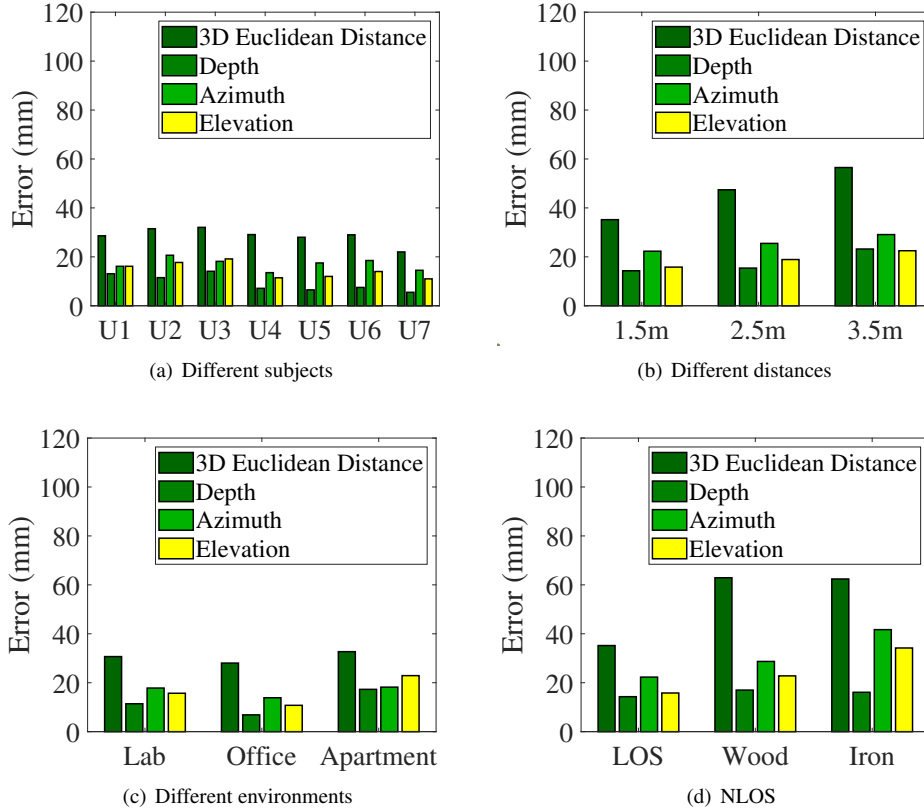 120
100
80
60
40
20
0
Error (mm)
3D Euclidean Distance
Depth
Azimuth
Elevation
U1 U2 U3 U4 U5 U6 U7
(a) Different subjects
120
100
80
60
40
20
0
Error (mm)
3D Euclidean Distance
Depth
Azimuth
Elevation
1.5m 2.5m 3.5m
(b) Different distances
120
100
80
60
40
20
0
Error (mm)
3D Euclidean Distance
Depth
Azimuth
Elevation
Lab Office Apartment
(c) Different environments
120
100
80
60
40
20
0
Error (mm)
3D Euclidean Distance
Depth
Azimuth
Elevation
LOS Wood Iron
(d) NLOS